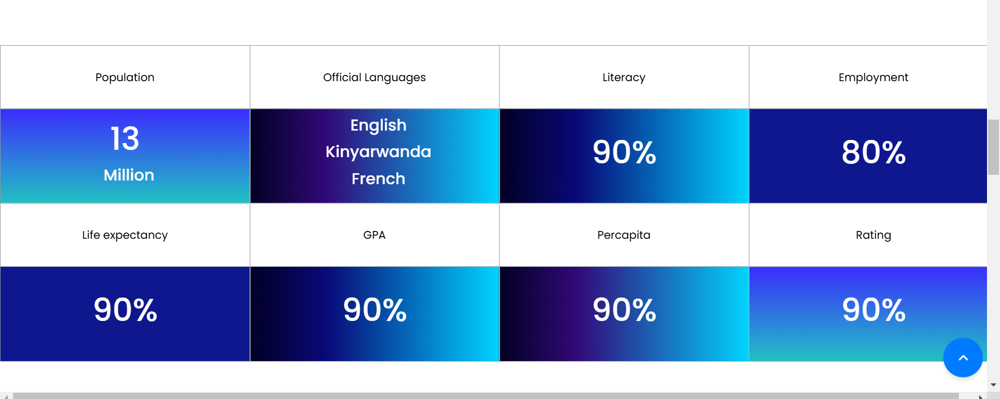 Population
Official Languages
Literacy
Employment
13
Million
English
Kinyarwanda
French
90%
80%
Life expectancy
GPA
Percapita
Rating
90%
90%
90%
90%